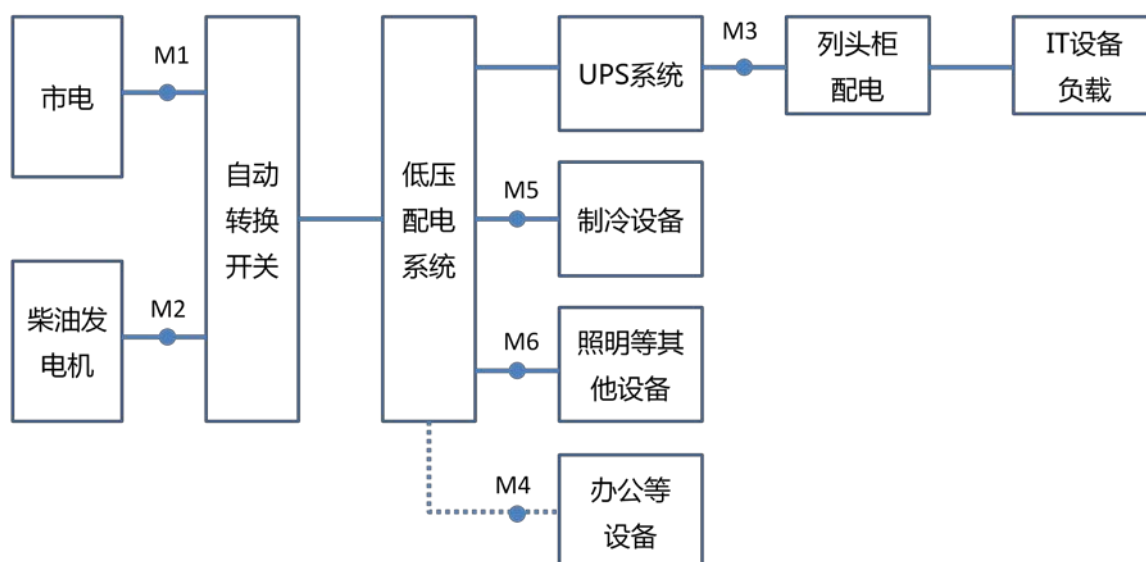 市电
M1
自动
转换
开关
低压
配电
系统
UPS系统
M3
列头柜
配电
IT设备
负载
M5
制冷设备
柴油发
电机
M2
M6
照明等其
他设备
M4
办公等
设备